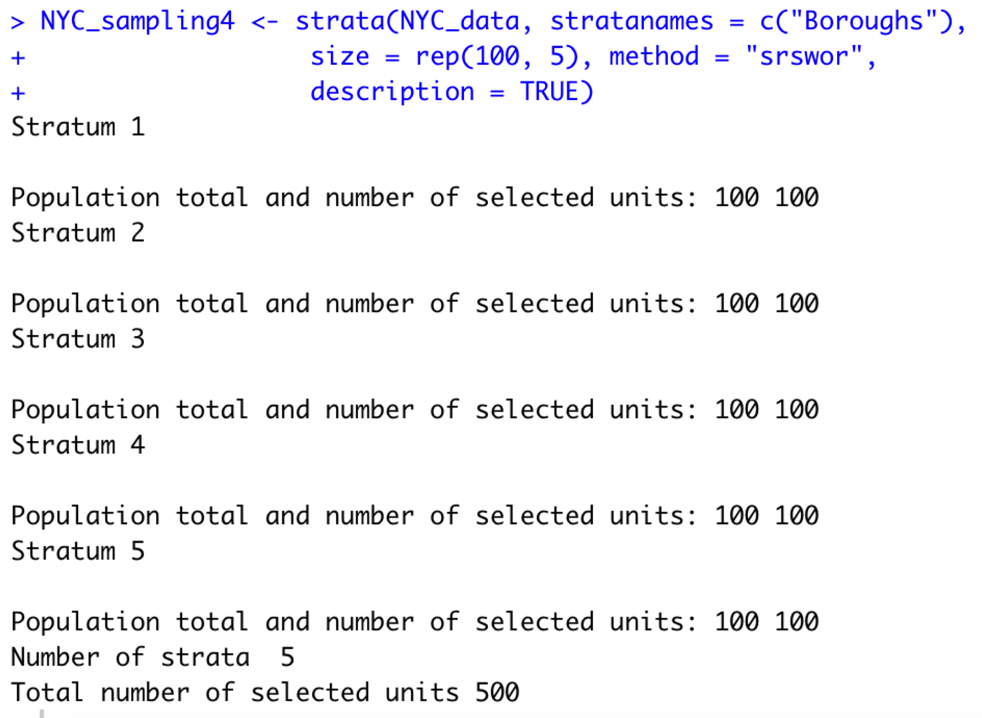 > NYC_sampling4 <- strata(NYC_data, stratanames = c("Boroughs"),
+                    size = rep(100, 5), method = "srswor",
+                    description = TRUE)
Stratum 1

Population total and number of selected units: 100 100
Stratum 2

Population total and number of selected units: 100 100
Stratum 3

Population total and number of selected units: 100 100
Stratum 4

Population total and number of selected units: 100 100
Stratum 5

Population total and number of selected units: 100 100
Number of strata  5
Total number of selected units 500